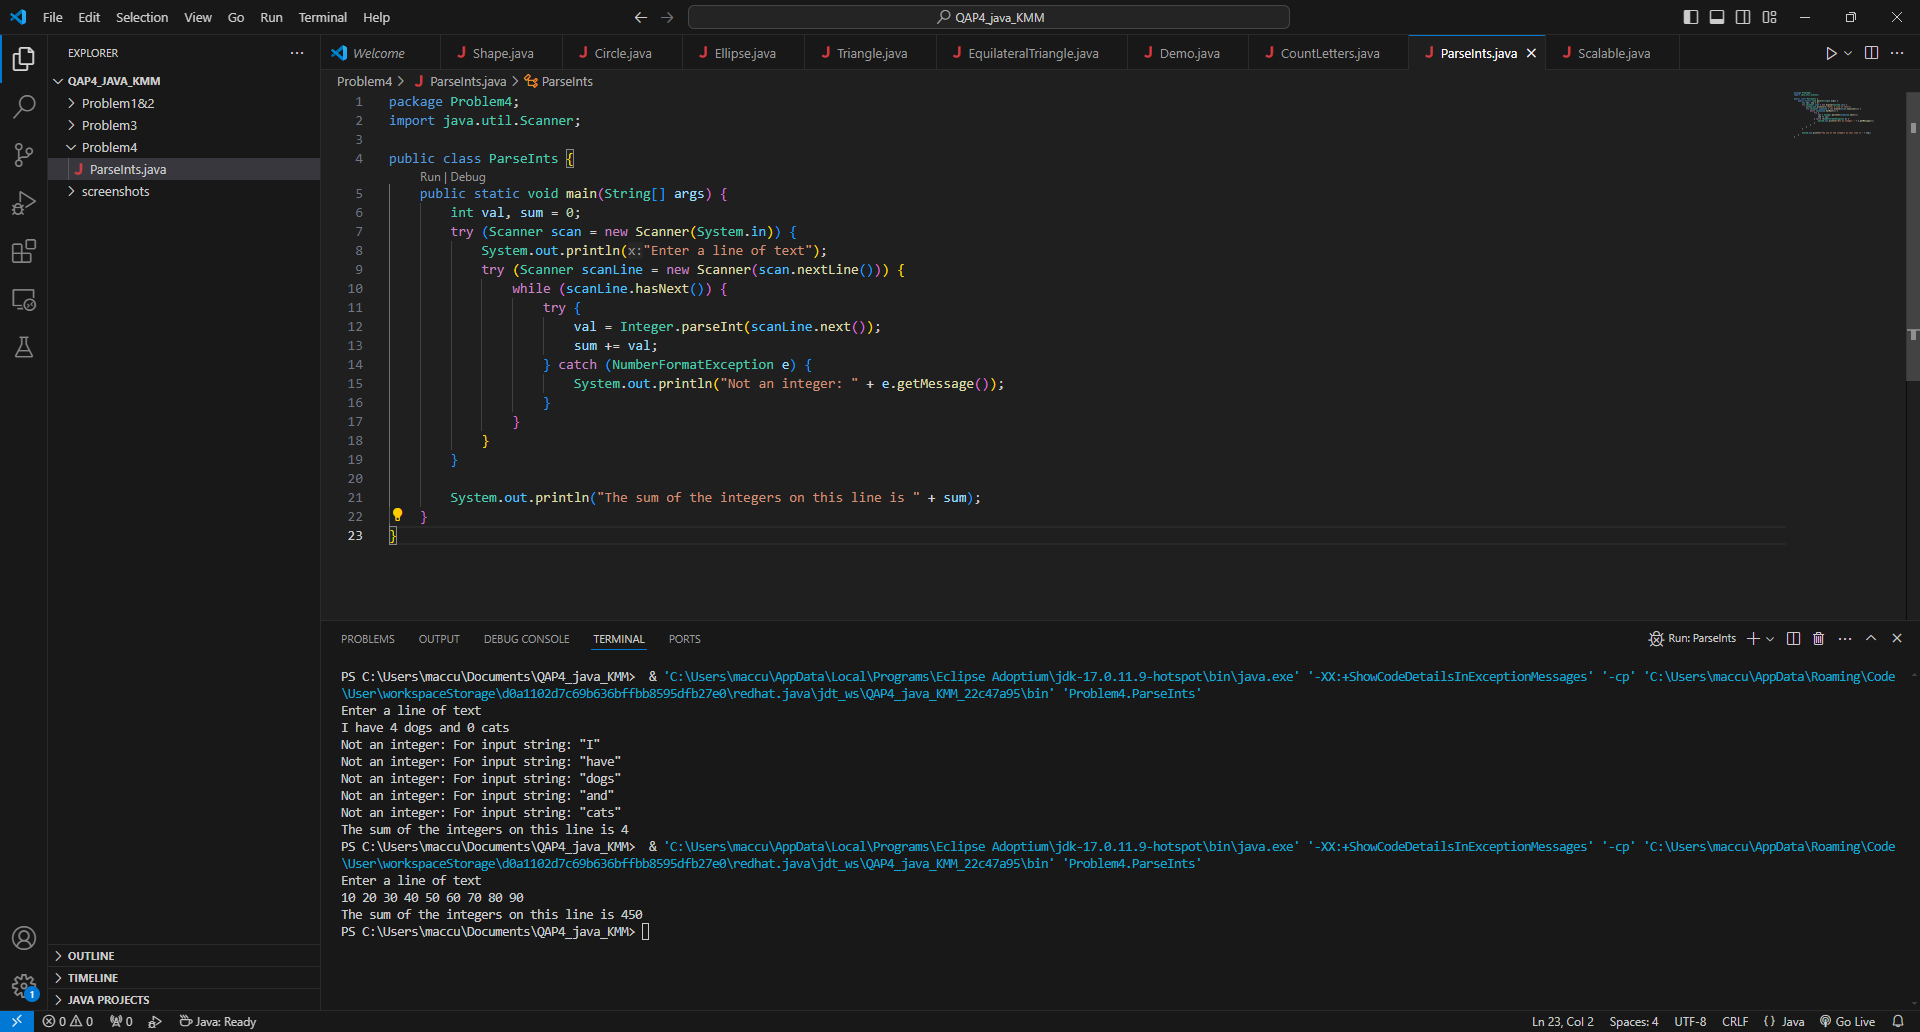 File Edit Selection View Go Run Terminal Help
QAP4_java_KMM
EXPLORER
QAP4_JAVA_KMM
Problem1&2
Problem3
Problem4
J ParseInts.java
screenshots
OUTLINE
TIMELINE
JAVA PROJECTS
1
Welcome J Shape.java J Circle.java J Ellipse.java J Triangle.java J EquilateralTriangle.java J Demo.java J CountLetters.java J ParseInts.java J Scalable.java
Problem4 > J ParseInts.java > ParseInts
1 package Problem4;
2 import java.util.Scanner;
3
4 public class ParseInts {
Run | Debug
5 public static void main(String[] args) {
6 int val, sum = 0;
7 try (Scanner scan = new Scanner(System.in)) {
8 System.out.println(x:"Enter a line of text");
9 try (Scanner scanLine = new Scanner(scan.nextLine())) {
10 while (scanLine.hasNext()) {
11 try {
12 val = Integer.parseInt(scanLine.next());
13 sum += val;
14 } catch (NumberFormatException e) {
15 System.out.println("Not an integer: " + e.getMessage());
16 }
17 }
18 }
19 }
20
21 System.out.println("The sum of the integers on this line is " + sum);
22 }
23 }
PROBLEMS OUTPUT DEBUG CONSOLE TERMINAL PORTS
Run: ParseInts
PS C:\Users\maccu\Documents\QAP4_java_KMM> & 'C:\Users\maccu\AppData\Local\Programs\Eclipse Adoptium\jdk-17.0.11.9-hotspot\bin\java.exe' '-XX:+ShowCodeDetailsInExceptionMessages' '-cp' 'C:\Users\maccu\AppData\Roaming\Code
\User\workspaceStorage\d0a1102d7c69b636bffbb8595dfb27e0\redhat.java\jdt_ws\QAP4_java_KMM_22c47a95\bin' 'Problem4.ParseInts'
Enter a line of text
I have 4 dogs and 0 cats
Not an integer: For input string: "I"
Not an integer: For input string: "have"
Not an integer: For input string: "dogs"
Not an integer: For input string: "and"
Not an integer: For input string: "cats"
The sum of the integers on this line is 4
PS C:\Users\maccu\Documents\QAP4_java_KMM> & 'C:\Users\maccu\AppData\Local\Programs\Eclipse Adoptium\jdk-17.0.11.9-hotspot\bin\java.exe' '-XX:+ShowCodeDetailsInExceptionMessages' '-cp' 'C:\Users\maccu\AppData\Roaming\Code
\User\workspaceStorage\d0a1102d7c69b636bffbb8595dfb27e0\redhat.java\jdt_ws\QAP4_java_KMM_22c47a95\bin' 'Problem4.ParseInts'
Enter a line of text
10 20 30 40 50 60 70 80 90
The sum of the integers on this line is 450
PS C:\Users\maccu\Documents\QAP4_java_KMM>
0 0 0 Java: Ready
Ln 23, Col 2 Spaces: 4 UTF-8 CRLF {} Java Go Live